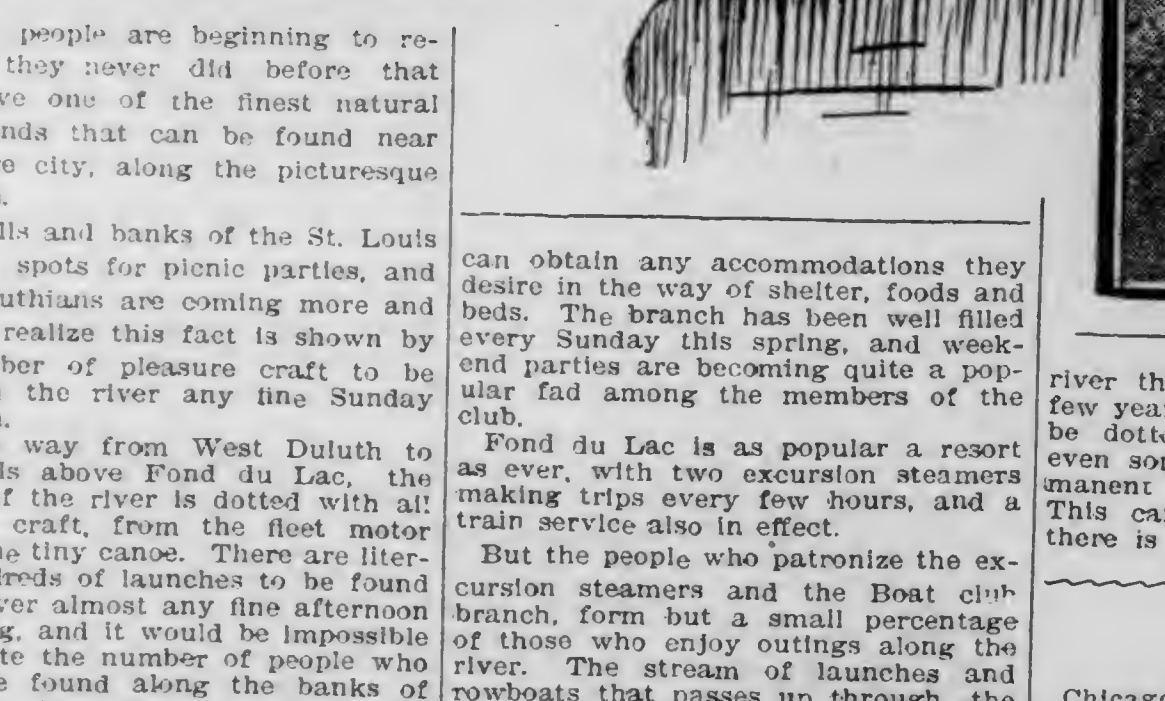 people are beginning to re-
they never did before that
ve one of the finest natural
nds that can be found near
e city, along the picturesque
lls and banks of the St. Louis
spots for picnic parties, and
uthians are coming more and
realize this fact is shown by
ber of pleasure craft to be
the river any fine Sunday
way from West Duluth to
ls above Fond du Lac, the
f the river is dotted with all
craft, from the fleet motor
e tiny canoe. There are liter-
dreds of launches to be found
ver almost any fine afternoon
g, and it would be impossible
te the number of people who
e found along the banks of
can obtain any accommodations they
desire in the way of shelter, foods and
beds. The branch has been well filled
every Sunday this spring, and week-
end parties are becoming quite a pop-
ular fad among the members of the
club.
Fond du Lac is as popular a resort
as ever, with two excursion steamers
making trips every few hours, and a
train service also in effect.
But the people who patronize the ex-
cursion steamers and the Boat club
branch, form but a small percentage
of those who enjoy outings along the
river. The stream of launches and
rowboats that passes up through the
river th
few year
be dott
even so
manent
This ca
there is
Chicago